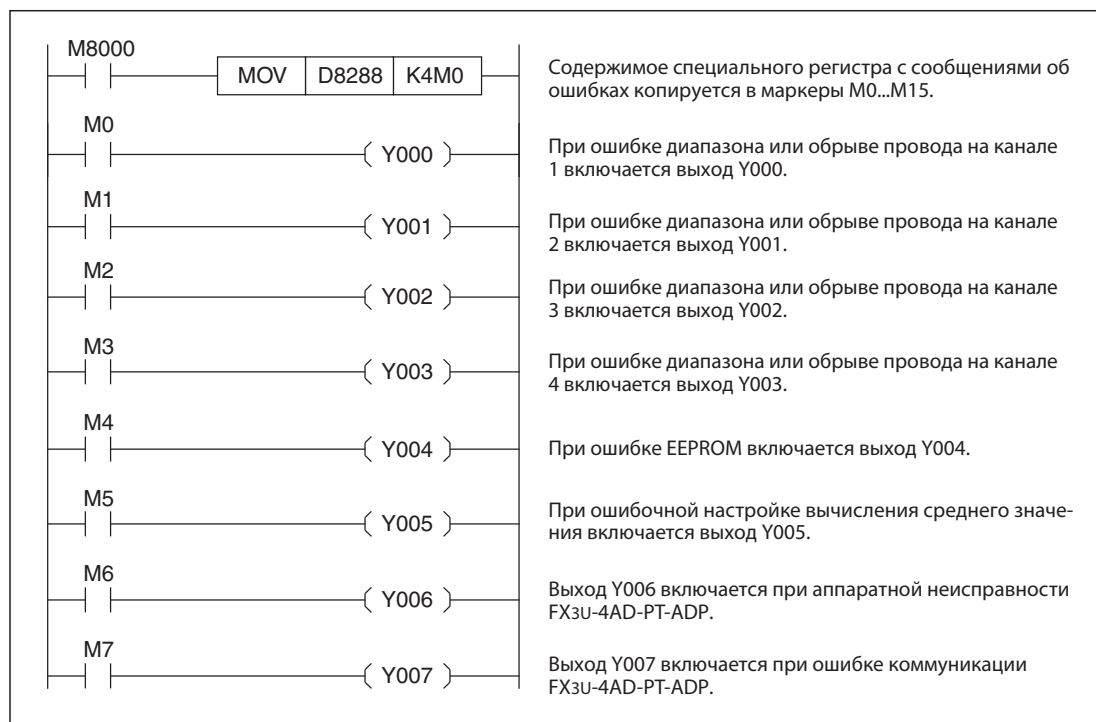 M8000
MOV D8288 K4M0
Содержимое специального регистра с сообщениями об
ошибках копируется в маркеры M0...M15.
M0
Y000
При ошибке диапазона или обрыве провода на канале
1 включается выход Y000.
M1
Y001
При ошибке диапазона или обрыве провода на канале
2 включается выход Y001.
M2
Y002
При ошибке диапазона или обрыве провода на канале
3 включается выход Y002.
M3
Y003
При ошибке диапазона или обрыве провода на канале
4 включается выход Y003.
M4
Y004
При ошибке EEPROM включается выход Y004.
M5
Y005
При ошибочной настройке вычисления среднего значе-
ния включается выход Y005.
M6
Y006
Выход Y006 включается при аппаратной неисправности
FX3U-4AD-PT-ADP.
M7
Y007
Выход Y007 включается при ошибке коммуникации
FX3U-4AD-PT-ADP.